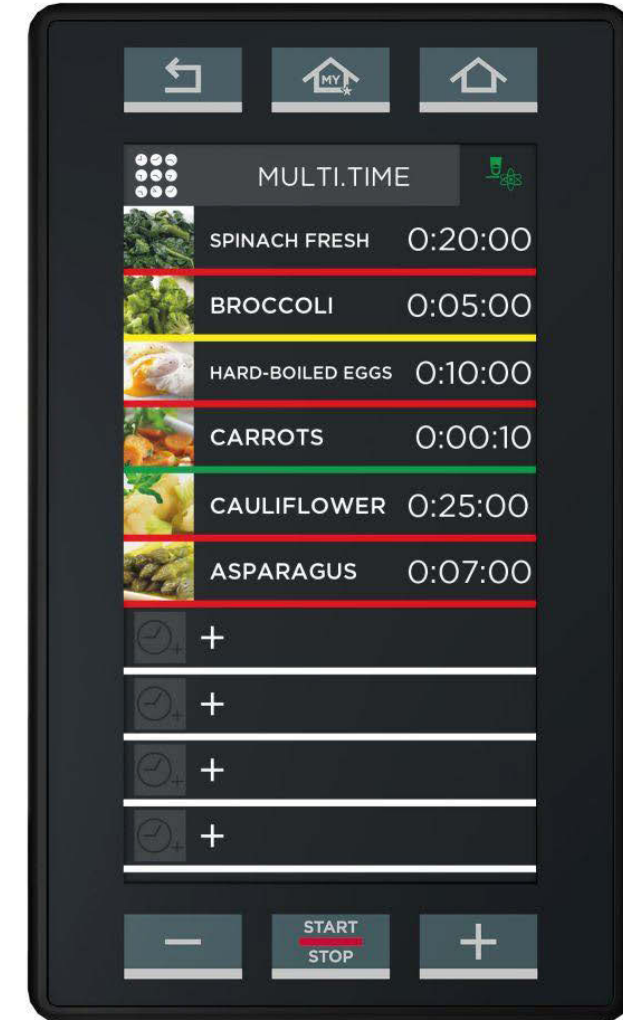 MY
MULTI.TIME
SPINACH FRESH 0:20:00
BROCCOLI 0:05:00
HARD-BOILED EGGS 0:10:00
CARROTS 0:00:10
CAULIFLOWER 0:25:00
ASPARAGUS 0:07:00
+
+
+
+
− START +
STOP